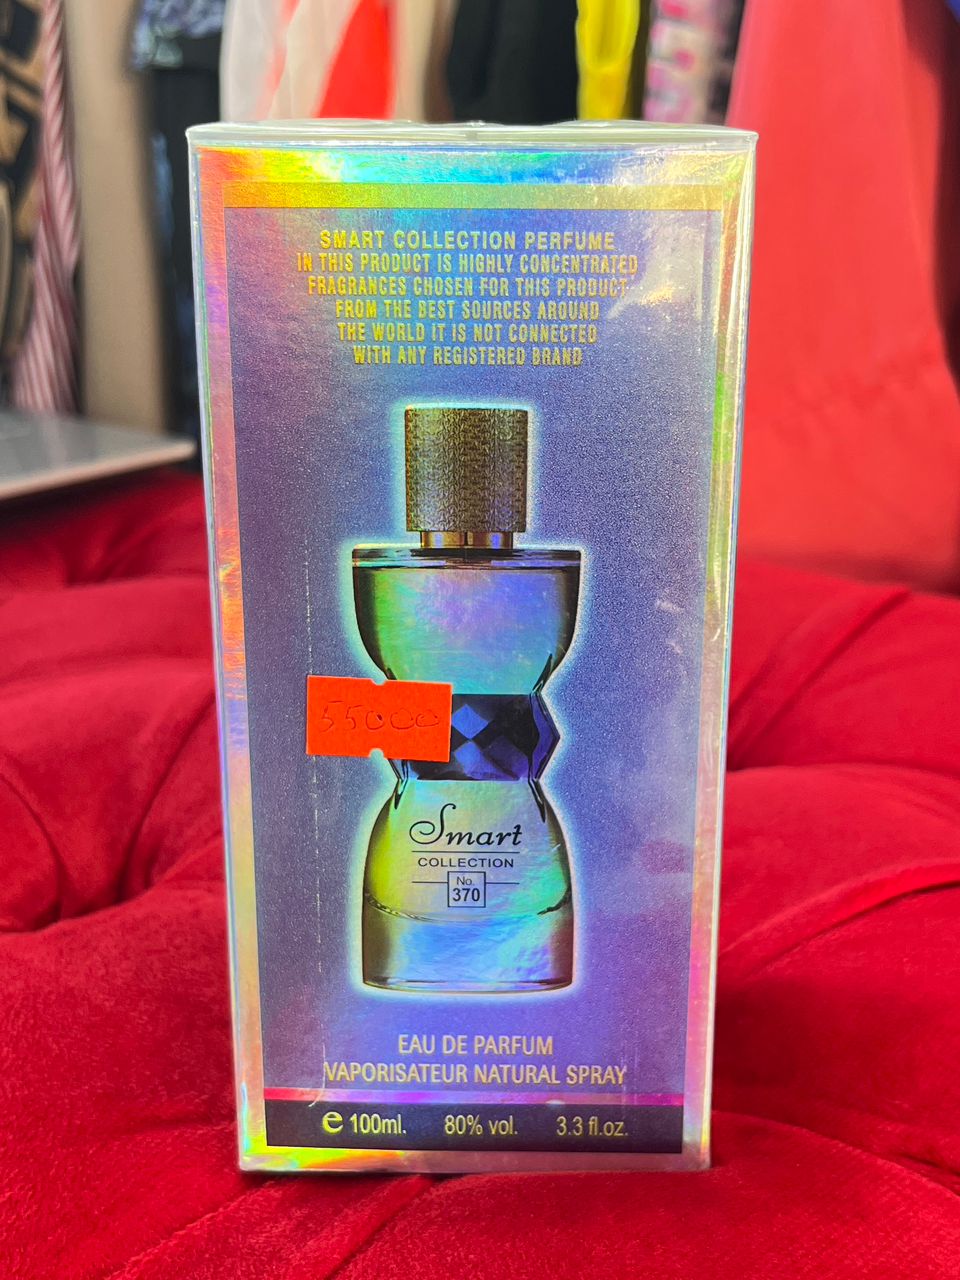 SMART COLLECTION PERFUME
IN THIS PRODUCT IS HIGHLY CONCENTRATED
FRAGRANCES CHOSEN FOR THIS PRODUCT
FROM THE BEST SOURCES AROUND
THE WORLD IT IS NOT CONNECTED
WITH ANY REGISTERED BRAND
55000
Smart
COLLECTION
No.
370
EAU DE PARFUM
VAPORISATEUR NATURAL SPRAY
e 100ml. 80% vol. 3.3 fl.oz.